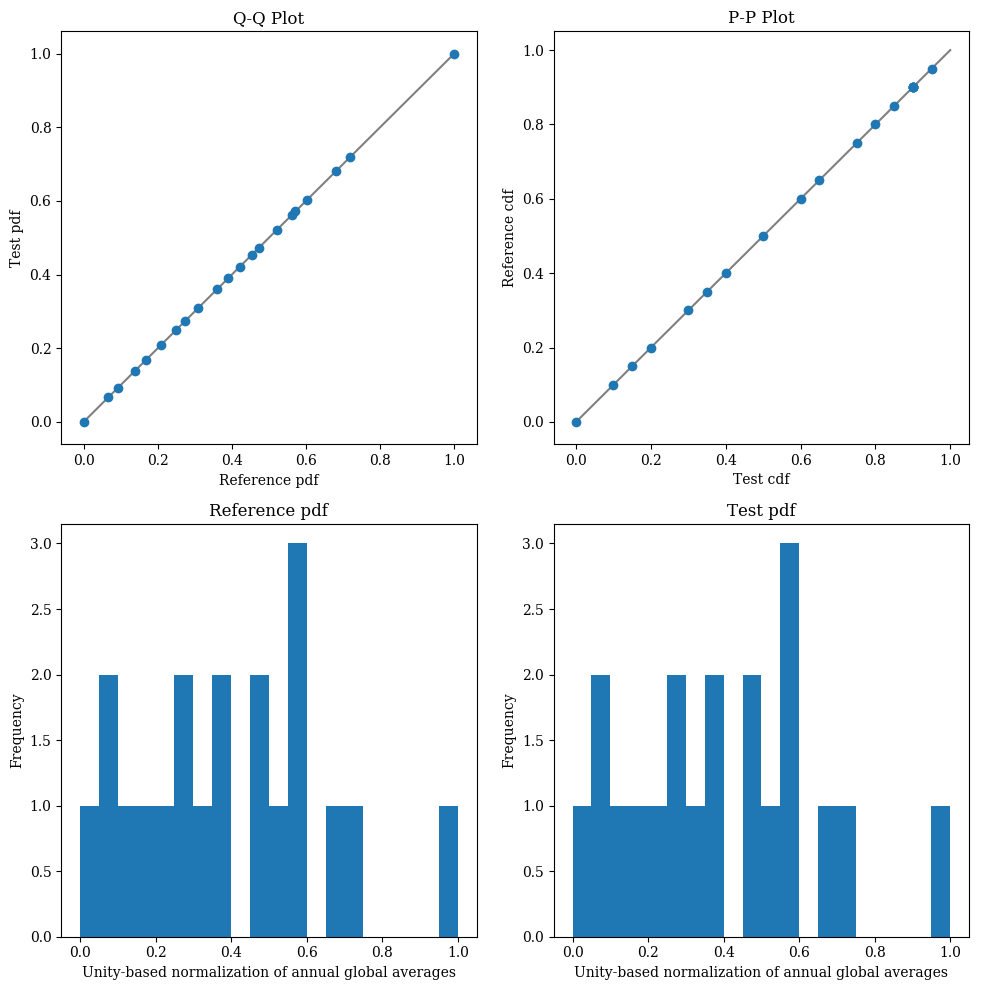 Q-Q Plot
Test pdf
1.0
0.8
0.6
0.4
0.2
0.0
0.0 0.2 0.4 0.6 0.8 1.0
Reference pdf
P-P Plot
Reference cdf
1.0
0.8
0.6
0.4
0.2
0.0
0.0 0.2 0.4 0.6 0.8 1.0
Test cdf
Reference pdf
Frequency
3.0
2.5
2.0
1.5
1.0
0.5
0.0
0.0 0.2 0.4 0.6 0.8 1.0
Unity-based normalization of annual global averages
Test pdf
Frequency
3.0
2.5
2.0
1.5
1.0
0.5
0.0
0.0 0.2 0.4 0.6 0.8 1.0
Unity-based normalization of annual global averages